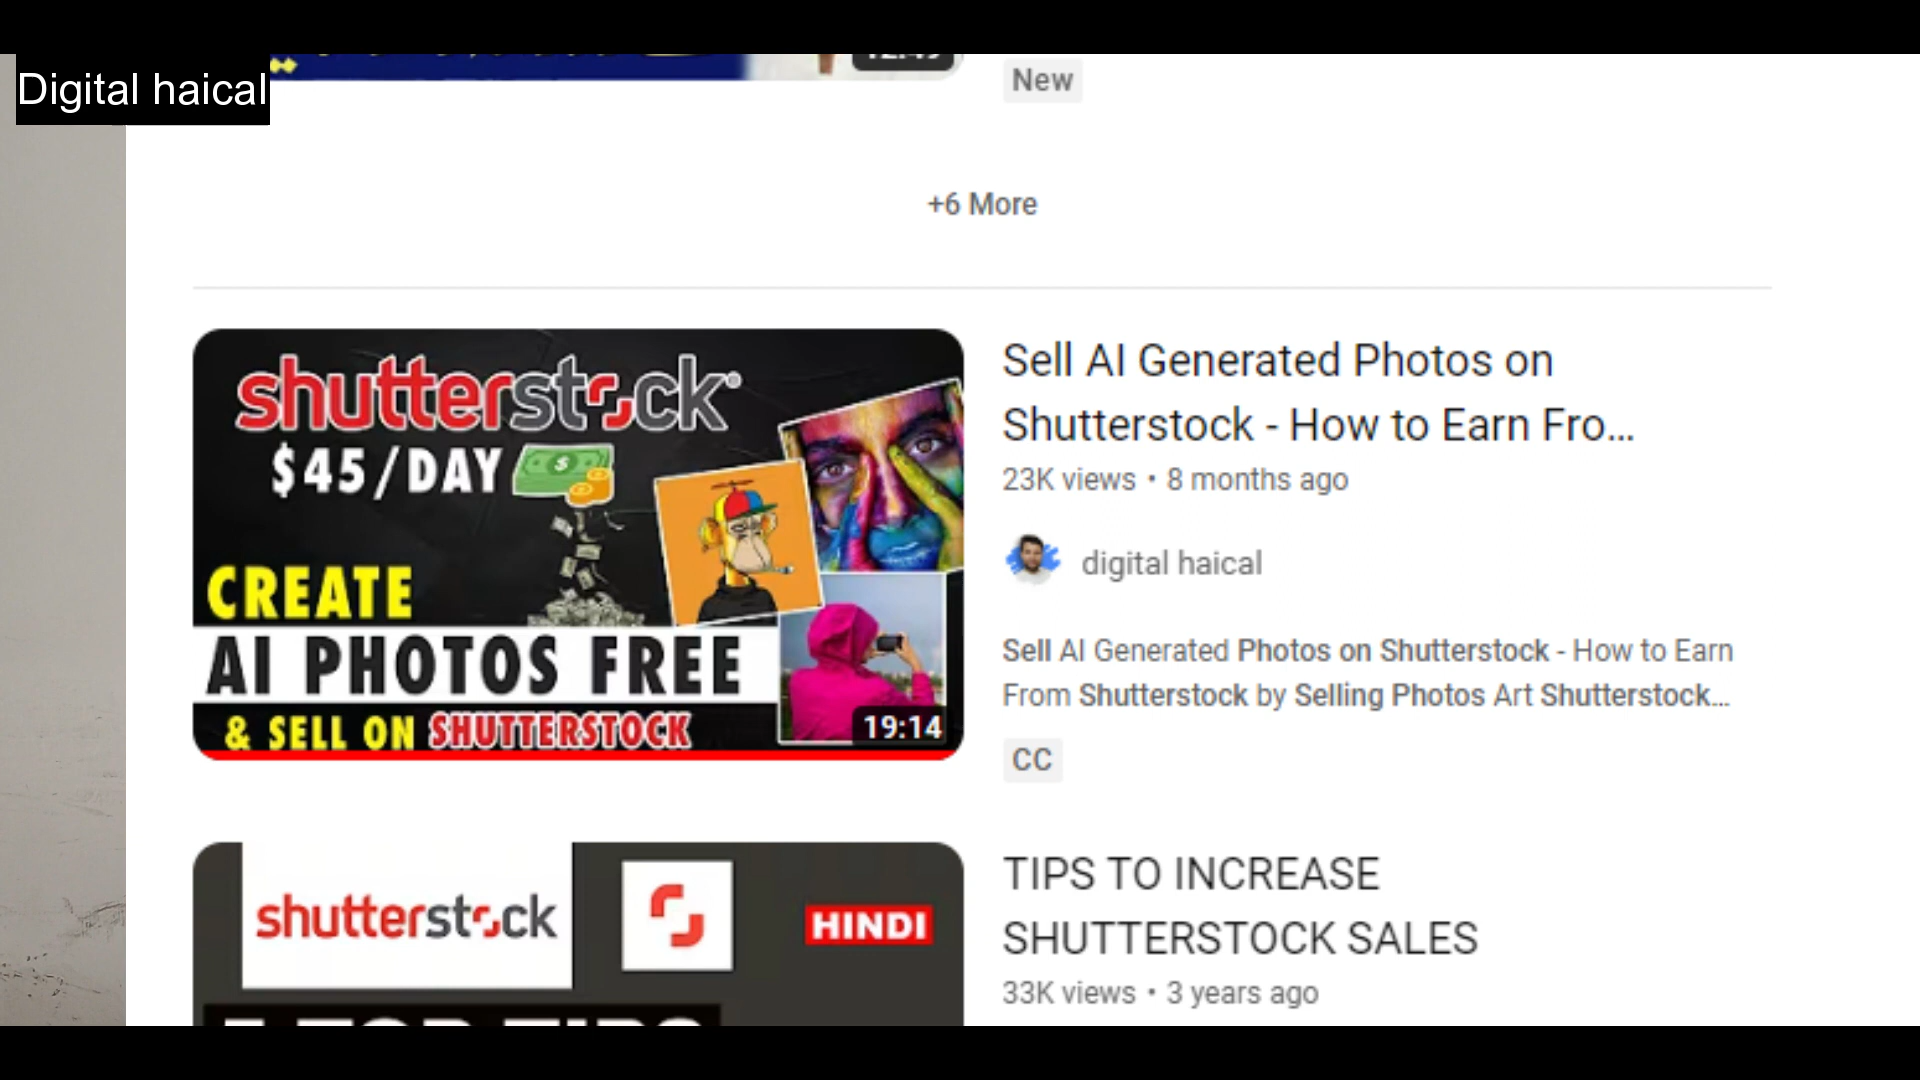 Digital haical
New
+6 More
shutterstock
$45/DAY
CREATE
AI PHOTOS FREE
& SELL ON SHUTTERSTOCK
19:14
Sell AI Generated Photos on
Shutterstock - How to Earn Fro...
23K views • 8 months ago
digital haical
Sell AI Generated Photos on Shutterstock - How to Earn
From Shutterstock by Selling Photos Art Shutterstock...
CC
shutterstock
HINDI
TIPS TO INCREASE
SHUTTERSTOCK SALES
33K views • 3 years ago